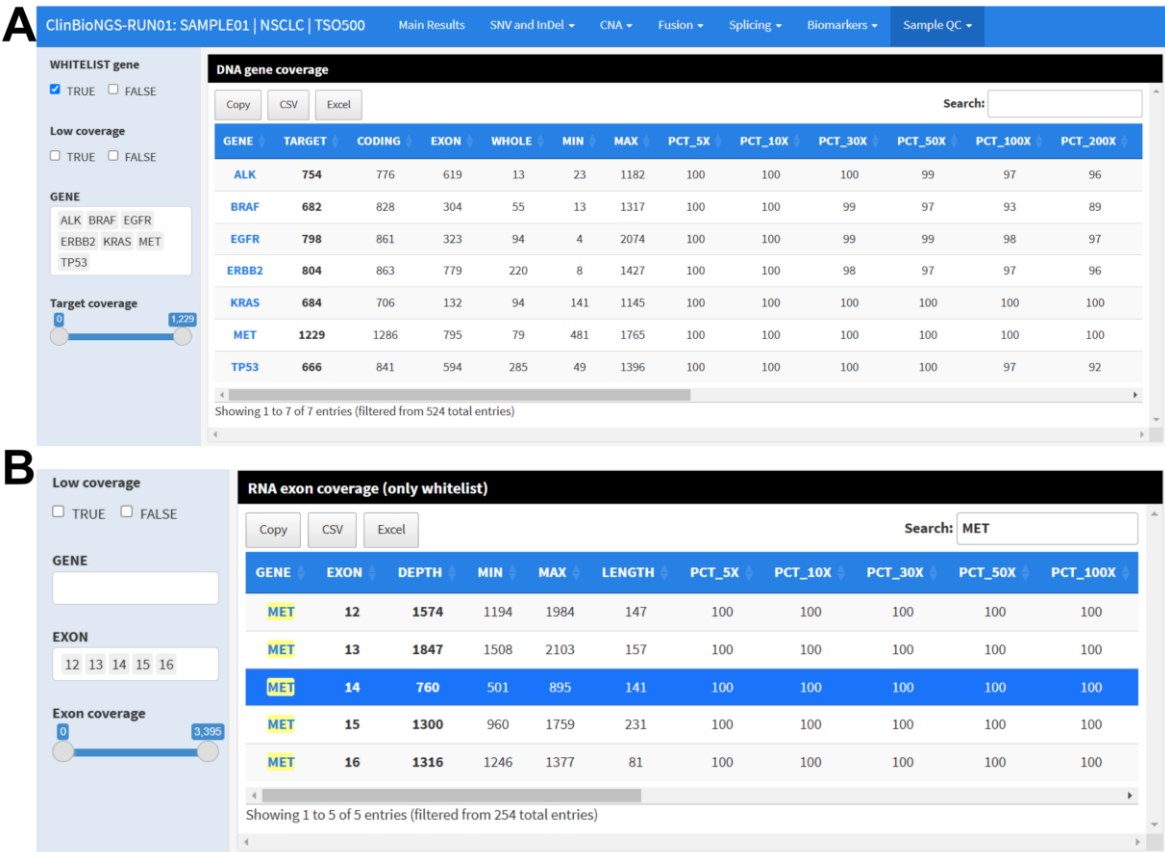 A
ClinBioNGS-RUN01: SAMPLE01 | NSCLC | TSO500 Main Results SNV and InDel CNA Fusion Splicing Biomarkers Sample QC
WHITELIST gene
TRUE FALSE
Low coverage
TRUE FALSE
GENE
ALK BRAF EGFR
ERBB2 KRAS MET
TP53
Target coverage
0 1,229
DNA gene coverage
Copy CSV Excel Search:
GENE TARGET CODING EXON WHOLE MIN MAX PCT_5X PCT_10X PCT_30X PCT_50X PCT_100X PCT_200X
ALK 754 776 619 13 23 1182 100 100 100 99 97 96
BRAF 682 828 304 55 13 1317 100 100 99 97 93 89
EGFR 798 861 323 94 4 2074 100 100 99 99 98 97
ERBB2 804 863 779 220 8 1427 100 100 98 97 97 96
KRAS 684 706 132 94 141 1145 100 100 100 100 100 100
MET 1229 1286 795 79 481 1765 100 100 100 100 100 100
TP53 666 841 594 285 49 1396 100 100 100 100 97 92
Showing 1 to 7 of 7 entries (filtered from 524 total entries)
B
Low coverage
TRUE FALSE
GENE
EXON
12 13 14 15 16
Exon coverage
0 3,395
RNA exon coverage (only whitelist)
Copy CSV Excel Search: MET
GENE EXON DEPTH MIN MAX LENGTH PCT_5X PCT_10X PCT_30X PCT_50X PCT_100X
MET 12 1574 1194 1984 147 100 100 100 100 100
MET 13 1847 1508 2103 157 100 100 100 100 100
MET 14 760 501 895 141 100 100 100 100 100
MET 15 1300 960 1759 231 100 100 100 100 100
MET 16 1316 1246 1377 81 100 100 100 100 100
Showing 1 to 5 of 5 entries (filtered from 254 total entries)